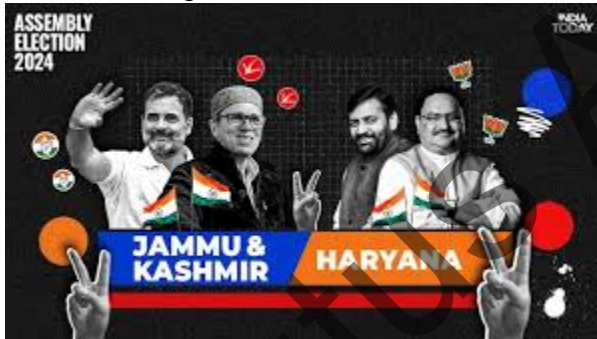 ASSEMBLY
ELECTION
2024
INDIA
TODAY
JAMMU &
KASHMIR
HARYANA